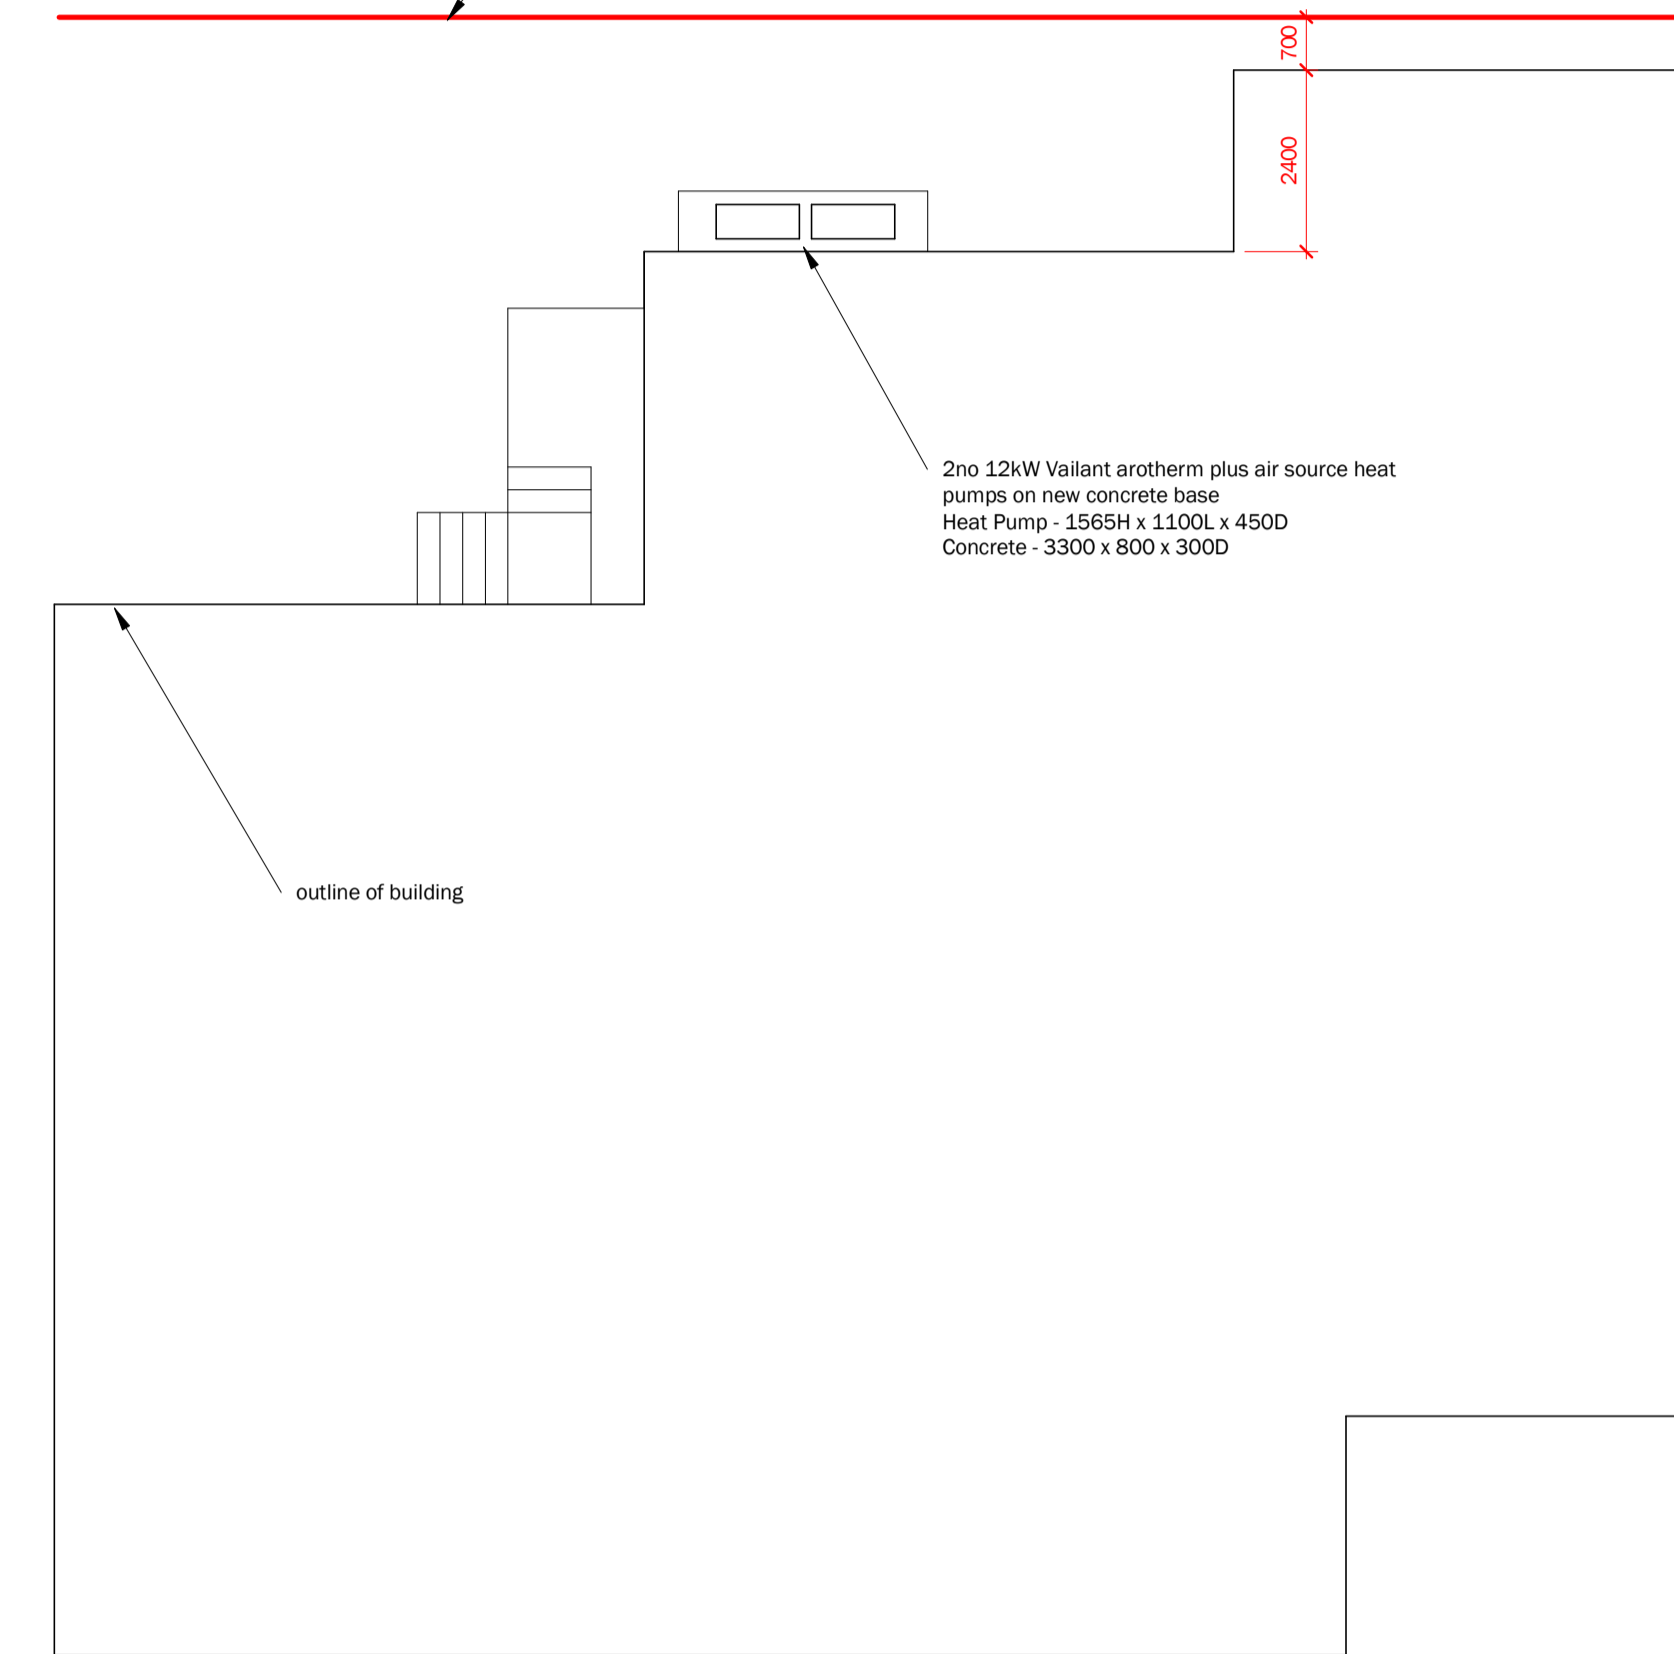 700
2400
2no 12kW Vailant arotherm plus air source heat
pumps on new concrete base
Heat Pump - 1565H x 1100L x 450D
Concrete - 3300 x 800 x 300D
outline of building